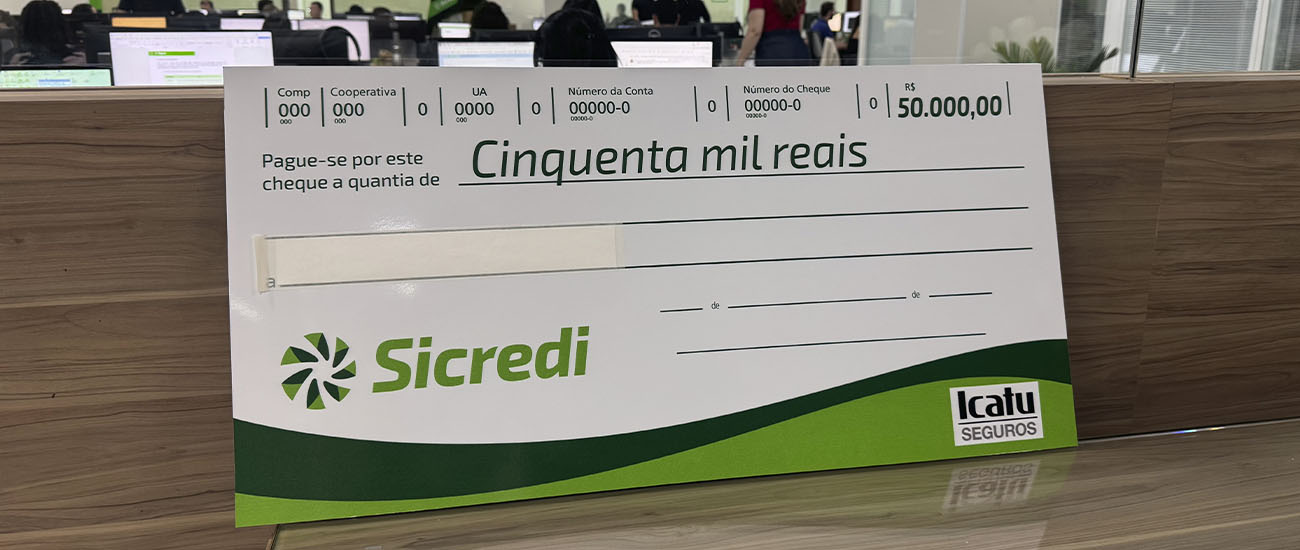 Comp Cooperativa UA Número da Conta Número do Cheque R$
000 000 0 0000 0 00000-0 0 00000-0 0 50.000,00
000 000 000 00000-0 00000-0
Pague-se por este
cheque a quantia de
Cinquenta mil reais
a
de de
Sicredi
Icatu
SEGUROS